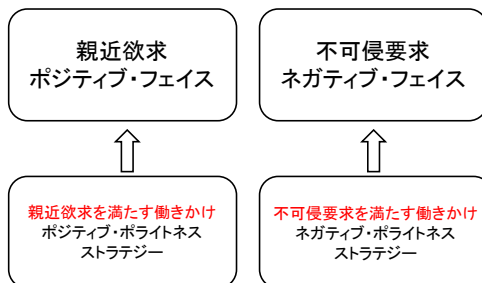 親近欲求
ポジティブ・フェイス
不可侵要求
ネガティブ・フェイス
親近欲求を満たす働きかけ
ポジティブ・ポライトネス
ストラテジー
不可侵要求を満たす働きかけ
ネガティブ・ポライトネス
ストラテジー